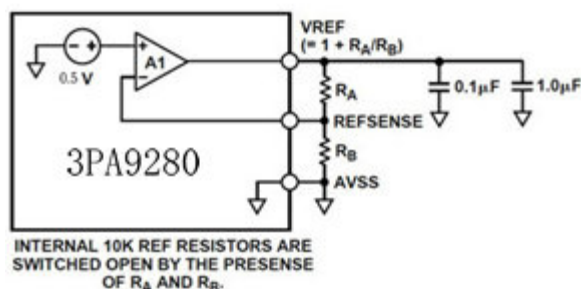 VREF
(= 1 + RA/RB)
0.5 V
A1
RA
0.1µF
1.0µF
REFSENSE
RB
3PA9280
AVSS
INTERNAL 10K REF RESISTORS ARE
SWITCHED OPEN BY THE PRESENSE
OF RA AND RB.